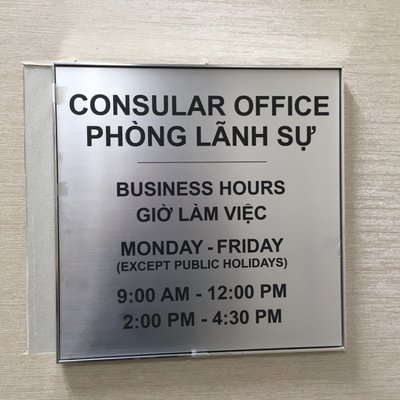 CONSULAR OFFICE
PHÒNG LÃNH SỰ
BUSINESS HOURS
GIỜ LÀM VIỆC
MONDAY - FRIDAY
(EXCEPT PUBLIC HOLIDAYS)
9:00 AM - 12:00 PM
2:00 PM - 4:30 PM